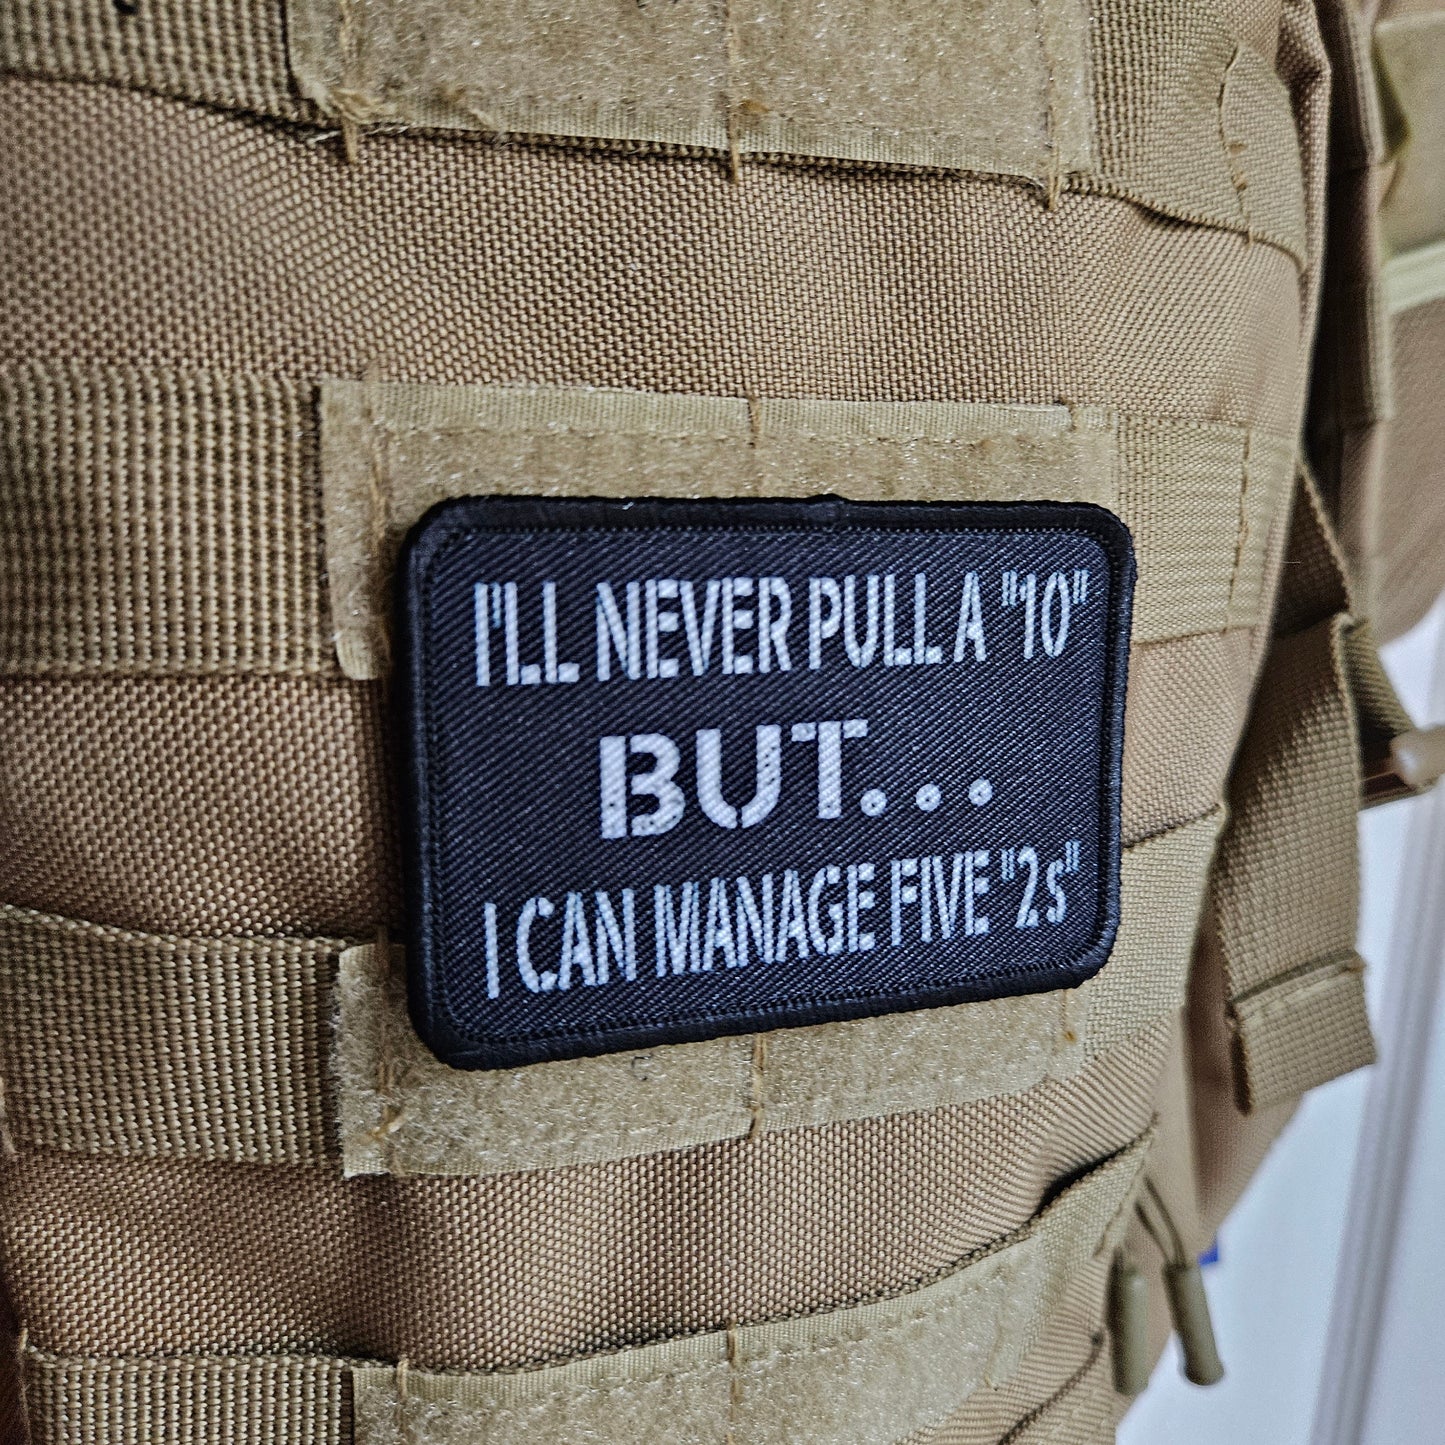 I'LL NEVER PULL A "10"
BUT...
I CAN MANAGE FIVE "2s"